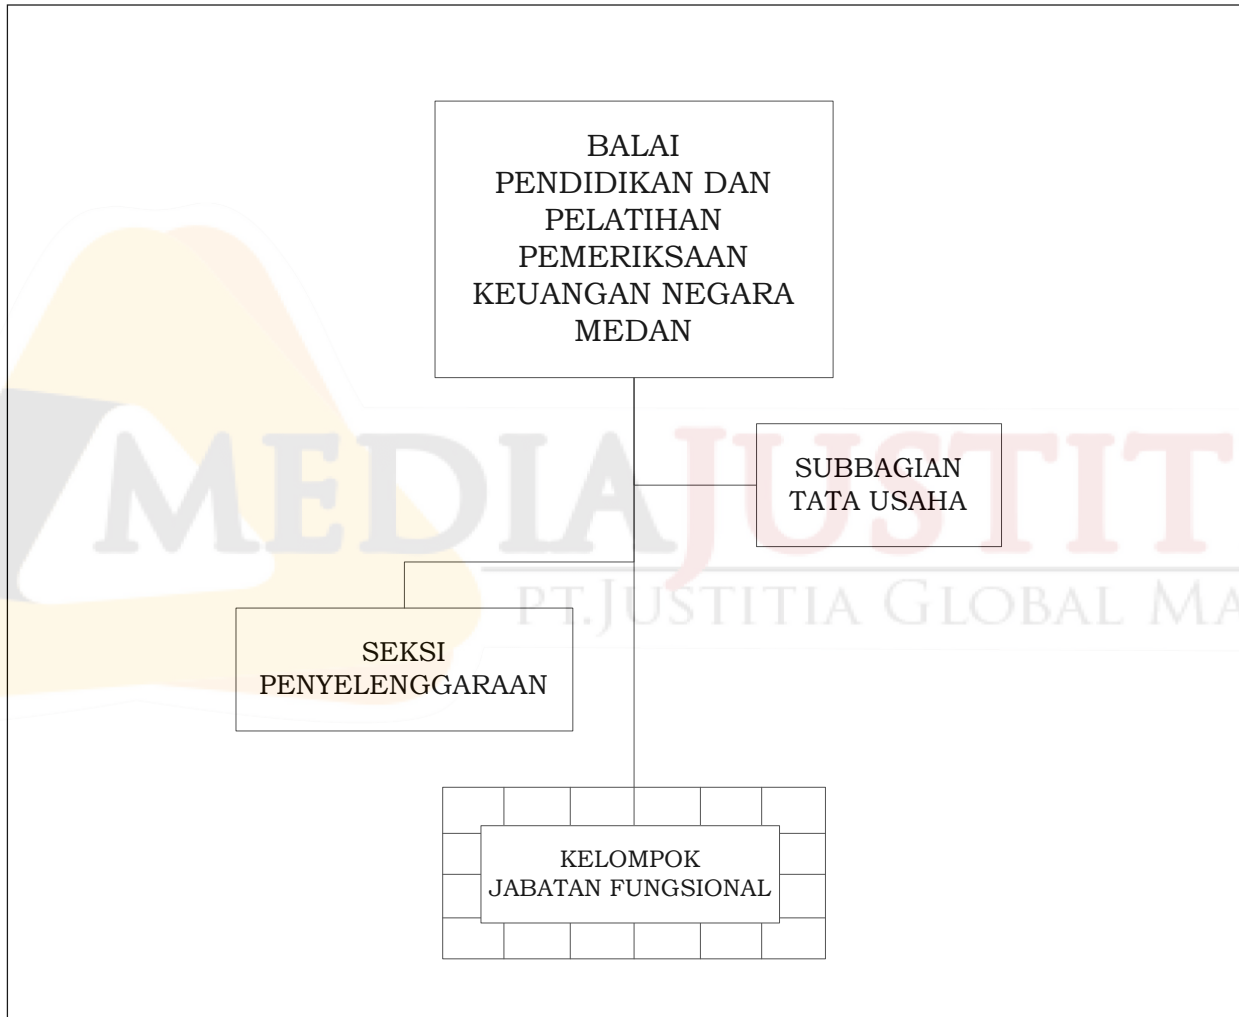 BALAI
PENDIDIKAN DAN
PELATIHAN
PEMERIKSAAN
KEUANGAN NEGARA
MEDAN
SUBBAGIAN
TATA USAHA
MEDIAJUSTIT
PT.JUSTITIA GLOBAL MA
SEKSI
PENYELENGGARAAN
KELOMPOK
JABATAN FUNGSIONAL